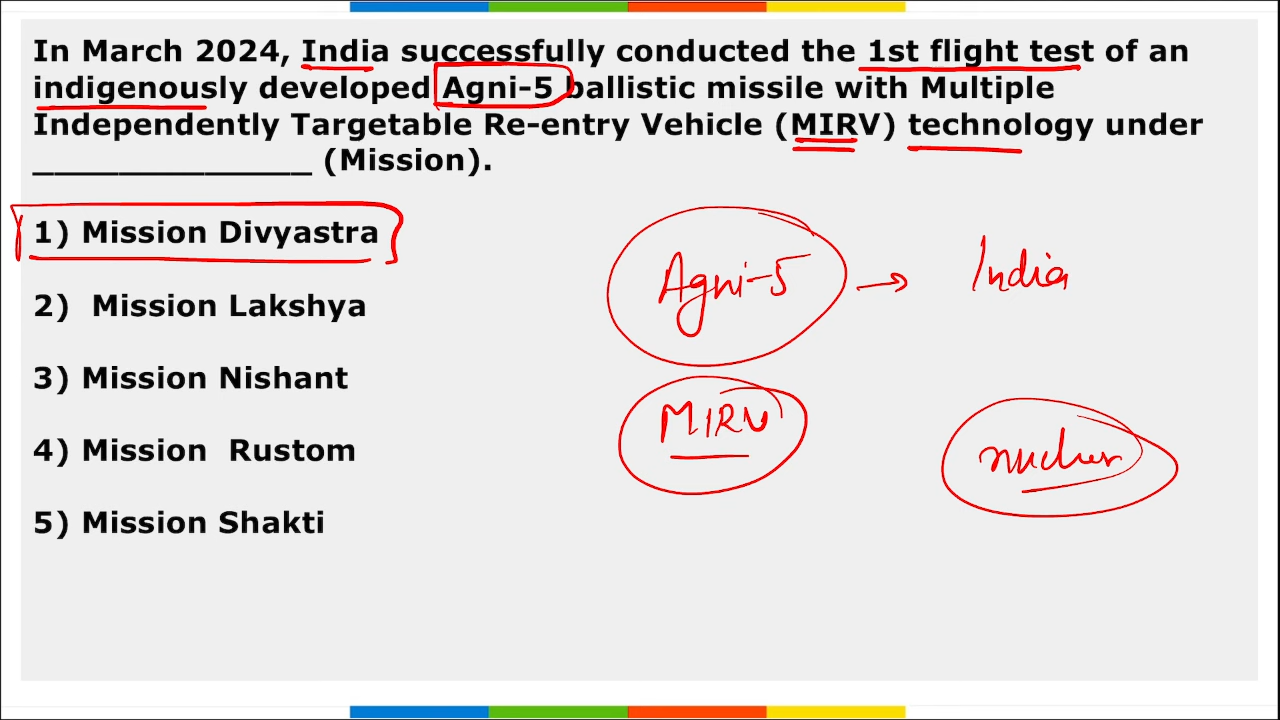 In March 2024, India successfully conducted the 1st flight test of an
indigenously developed Agni-5 ballistic missile with Multiple
Independently Targetable Re-entry Vehicle (MIRV) technology under
________________ (Mission).
1) Mission Divyastra
2) Mission Lakshya
3) Mission Nishant
4) Mission Rustom
5) Mission Shakti
Agni-5 → India
MIRV